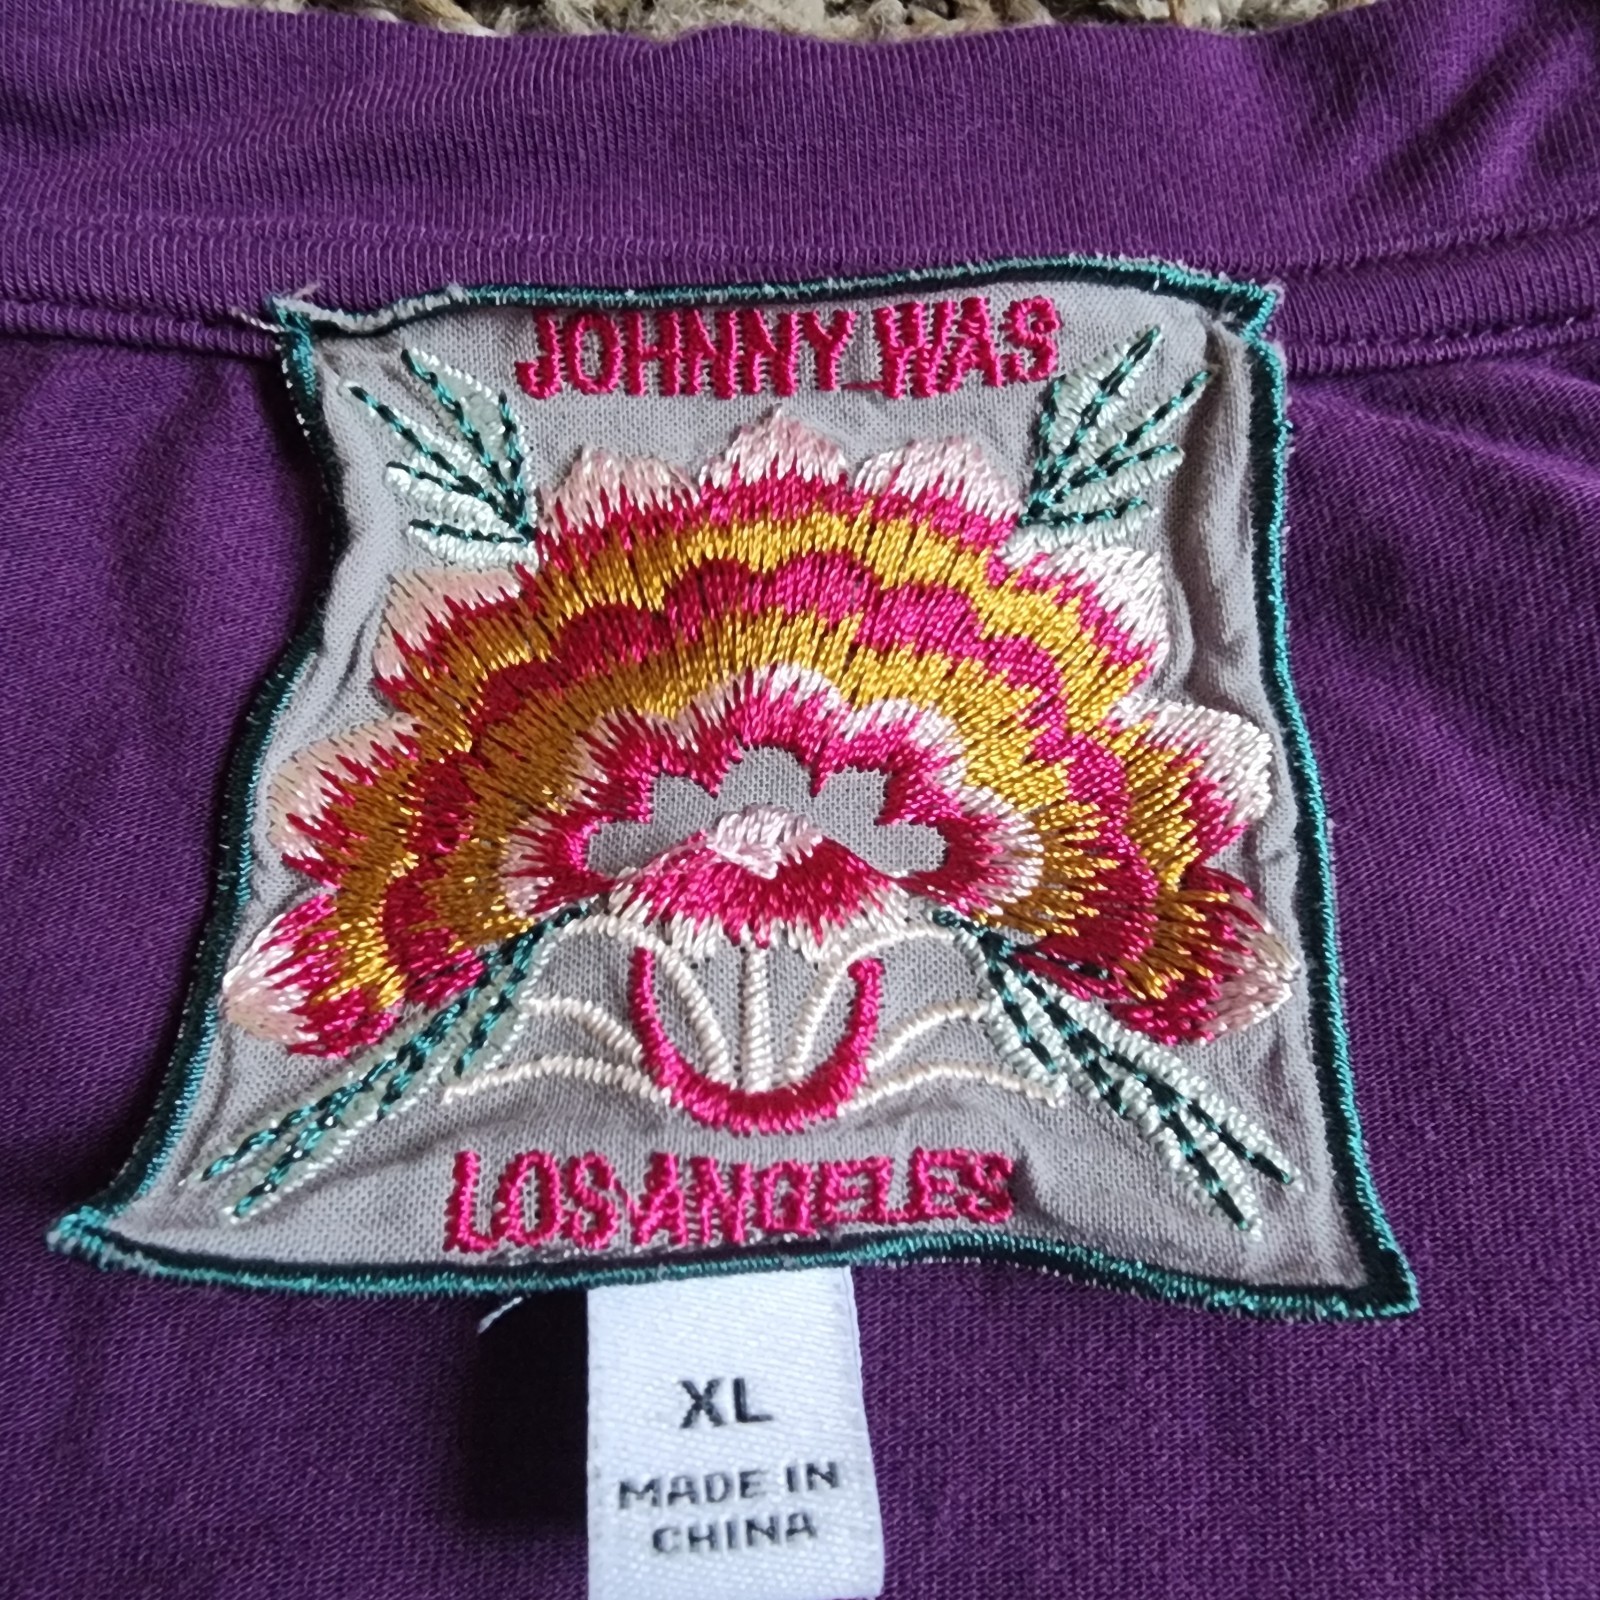 JOHNNY WAS
LOS ANGELES
XL
MADE IN
CHINA